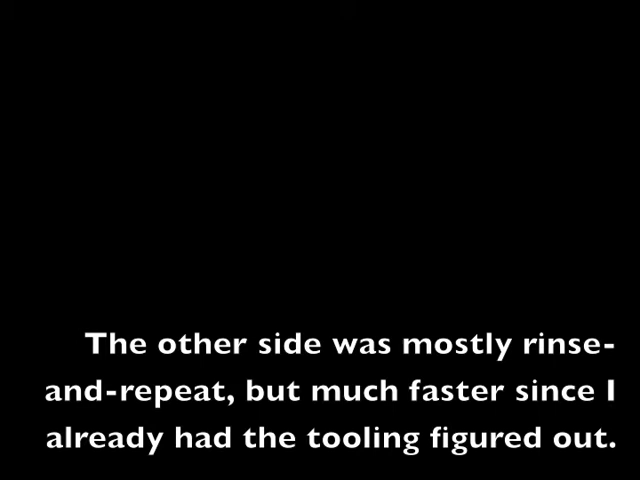 The other side was mostly rinse-
and-repeat, but much faster since I
already had the tooling figured out.